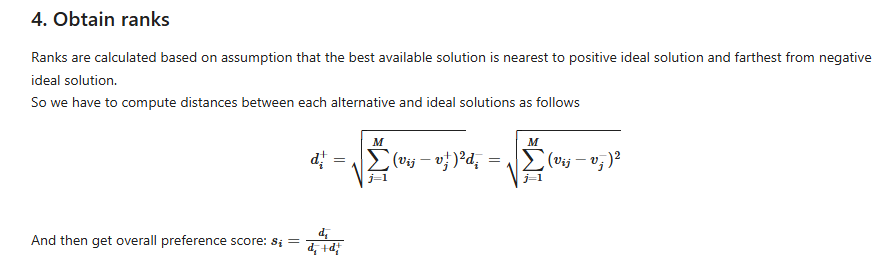 4. Obtain ranks
Ranks are calculated based on assumption that the best available solution is nearest to positive ideal solution and farthest from negative
ideal solution.
So we have to compute distances between each alternative and ideal solutions as follows
$d_i^+ = \sqrt{\sum_{j=1}^{M}(v_{ij} - v_j^+)^2} d_i^- = \sqrt{\sum_{j=1}^{M}(v_{ij} - v_j^-)^2}$
And then get overall preference score: $s_i = \frac{d_i^-}{d_i^- + d_i^+}$